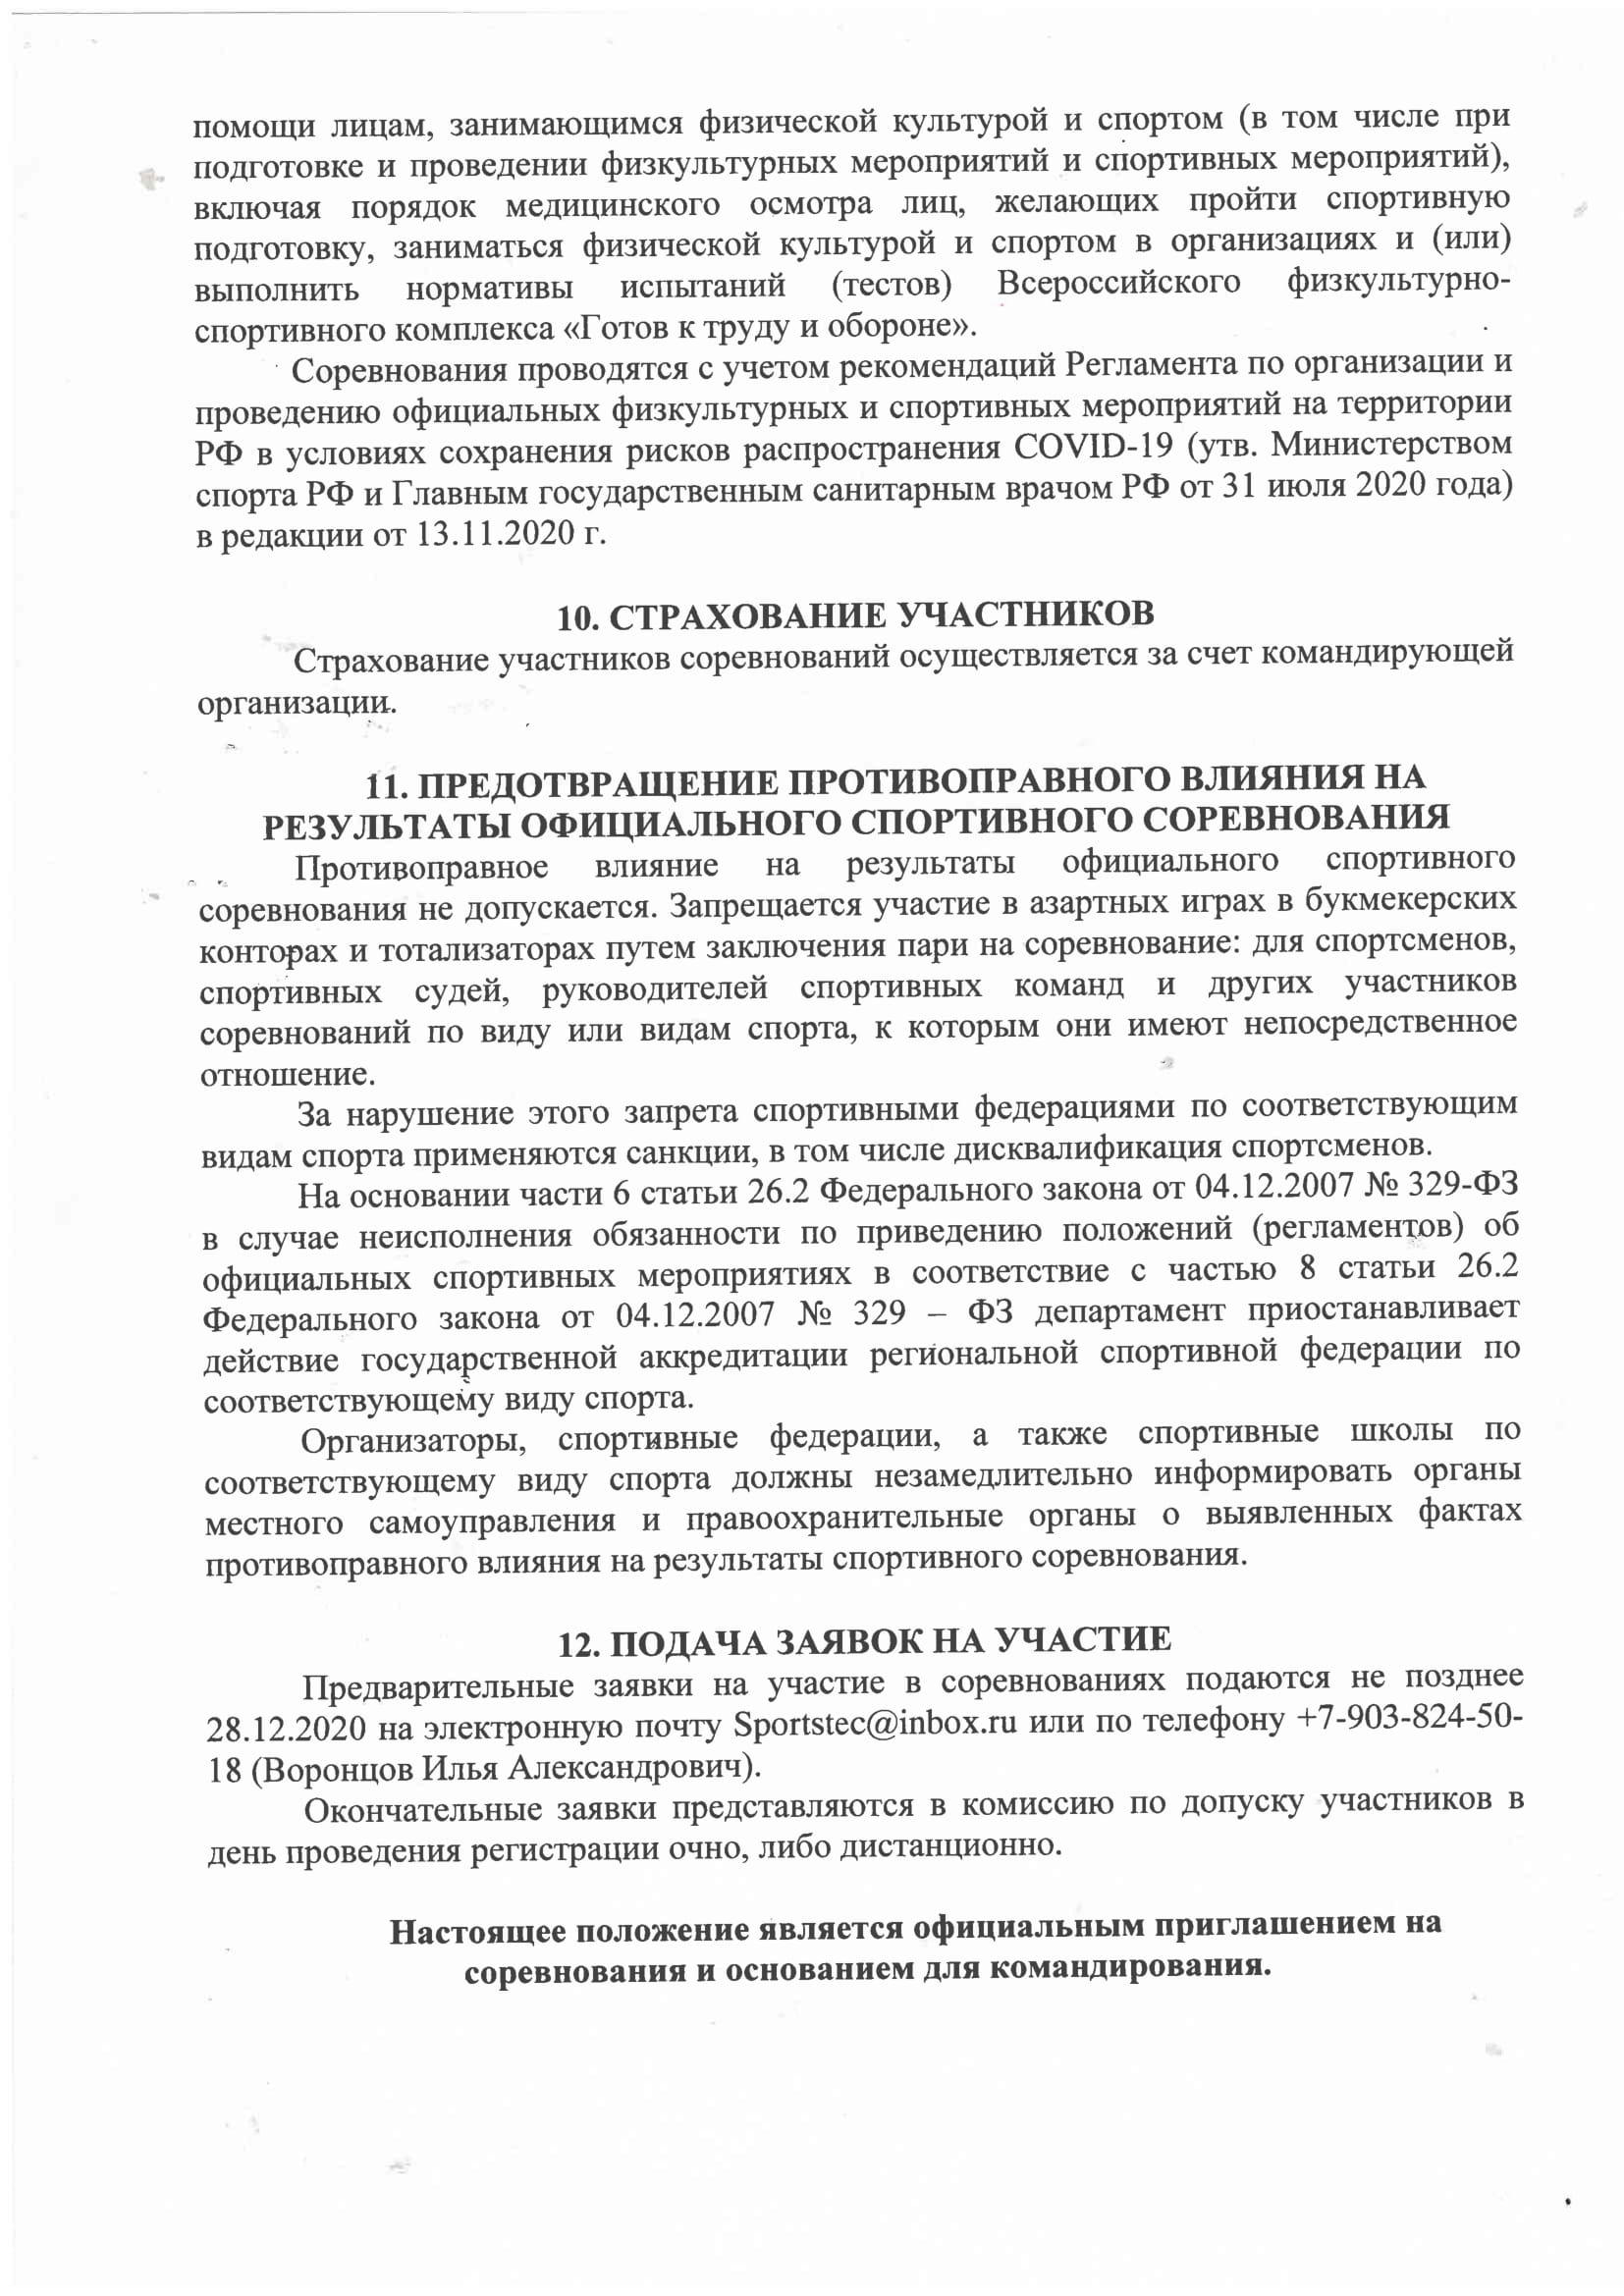 помощи лицам, занимающимся физической культурой и спортом (в том числе при
подготовке и проведении физкультурных мероприятий и спортивных мероприятий),
включая порядок медицинского осмотра лиц, желающих пройти спортивную
подготовку, заниматься физической культурой и спортом в организациях и (или)
выполнить нормативы испытаний (тестов) Всероссийского физкультурно-
спортивного комплекса «Готов к труду и обороне».
Соревнования проводятся с учетом рекомендаций Регламента по организации и
проведению официальных физкультурных и спортивных мероприятий на территории
РФ в условиях сохранения рисков распространения COVID-19 (утв. Министерством
спорта РФ и Главным государственным санитарным врачом РФ от 31 июля 2020 года)
в редакции от 13.11.2020 г.
10. СТРАХОВАНИЕ УЧАСТНИКОВ
Страхование участников соревнований осуществляется за счет командирующей
организации.
11. ПРЕДОТВРАЩЕНИЕ ПРОТИВОПРАВНОГО ВЛИЯНИЯ НА
РЕЗУЛЬТАТЫ ОФИЦИАЛЬНОГО СПОРТИВНОГО СОРЕВНОВАНИЯ
Противоправное влияние на результаты официального спортивного
соревнования не допускается. Запрещается участие в азартных играх в букмекерских
конторах и тотализаторах путем заключения пари на соревнование: для спортсменов,
спортивных судей, руководителей спортивных команд и других участников
соревнований по виду или видам спорта, к которым они имеют непосредственное
отношение.
За нарушение этого запрета спортивными федерациями по соответствующим
видам спорта применяются санкции, в том числе дисквалификация спортсменов.
На основании части 6 статьи 26.2 Федерального закона от 04.12.2007 № 329-ФЗ
в случае неисполнения обязанности по приведению положений (регламентов) об
официальных спортивных мероприятиях в соответствие с частью 8 статьи 26.2
Федерального закона от 04.12.2007 № 329 – ФЗ департамент приостанавливает
действие государственной аккредитации региональной спортивной федерации по
соответствующему виду спорта.
Организаторы, спортивные федерации, а также спортивные школы по
соответствующему виду спорта должны незамедлительно информировать органы
местного самоуправления и правоохранительные органы о выявленных фактах
противоправного влияния на результаты спортивного соревнования.
12. ПОДАЧА ЗАЯВОК НА УЧАСТИЕ
Предварительные заявки на участие в соревнованиях подаются не позднее
28.12.2020 на электронную почту Sportstec@inbox.ru или по телефону +7-903-824-50-
18 (Воронцов Илья Александрович).
Окончательные заявки представляются в комиссию по допуску участников в
день проведения регистрации очно, либо дистанционно.
Настоящее положение является официальным приглашением на
соревнования и основанием для командирования.